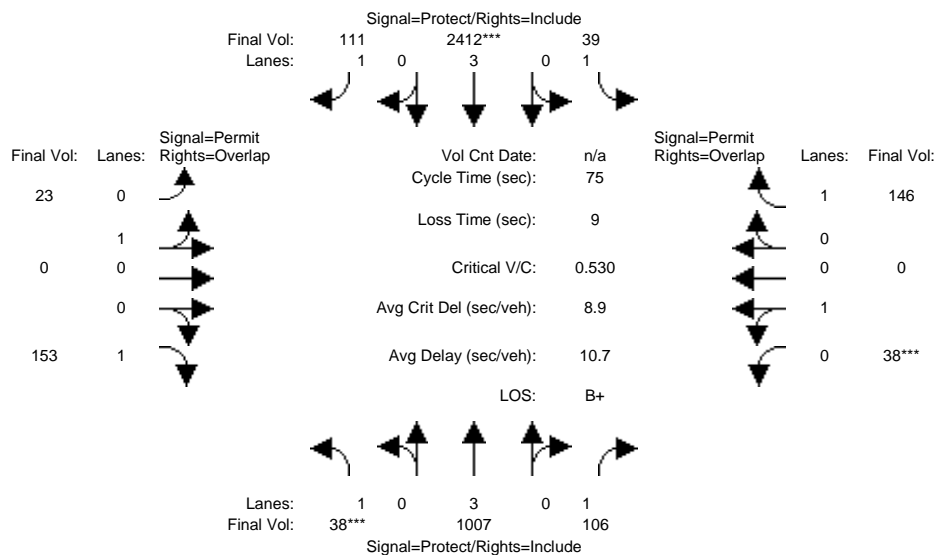 Signal=Protect/Rights=Include
Final Vol: 111 2412*** 39
Lanes: 1 0 3 0 1
Signal=Permit Signal=Permit
Final Vol: Lanes: Rights=Overlap Vol Cnt Date: n/a Rights=Overlap Lanes: Final Vol:
Cycle Time (sec): 75
23 0 1 146
Loss Time (sec): 9
1 0
0 0 Critical V/C: 0.530 0 0
0 Avg Crit Del (sec/veh): 8.9 1
153 1 Avg Delay (sec/veh): 10.7 0 38***
LOS: B+
Lanes: 1 0 3 0 1
Final Vol: 38*** 1007 106
Signal=Protect/Rights=Include